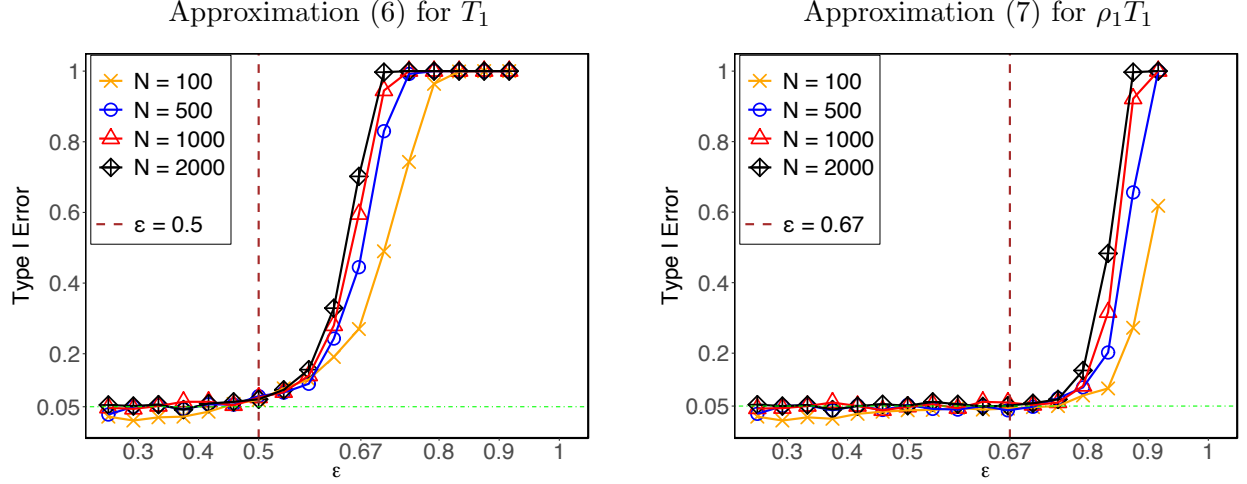 Approximation (6) for T₁
Type I Error
1
0.8
0.6
0.4
0.2
0.05
N = 100
N = 500
N = 1000
N = 2000
ε = 0.5
0.3
0.4
0.5
0.67
0.8
0.9
1
ε
Approximation (7) for ρ₁T₁
Type I Error
1
0.8
0.6
0.4
0.2
0.05
N = 100
N = 500
N = 1000
N = 2000
ε = 0.67
0.3
0.4
0.5
0.67
0.8
0.9
1
ε